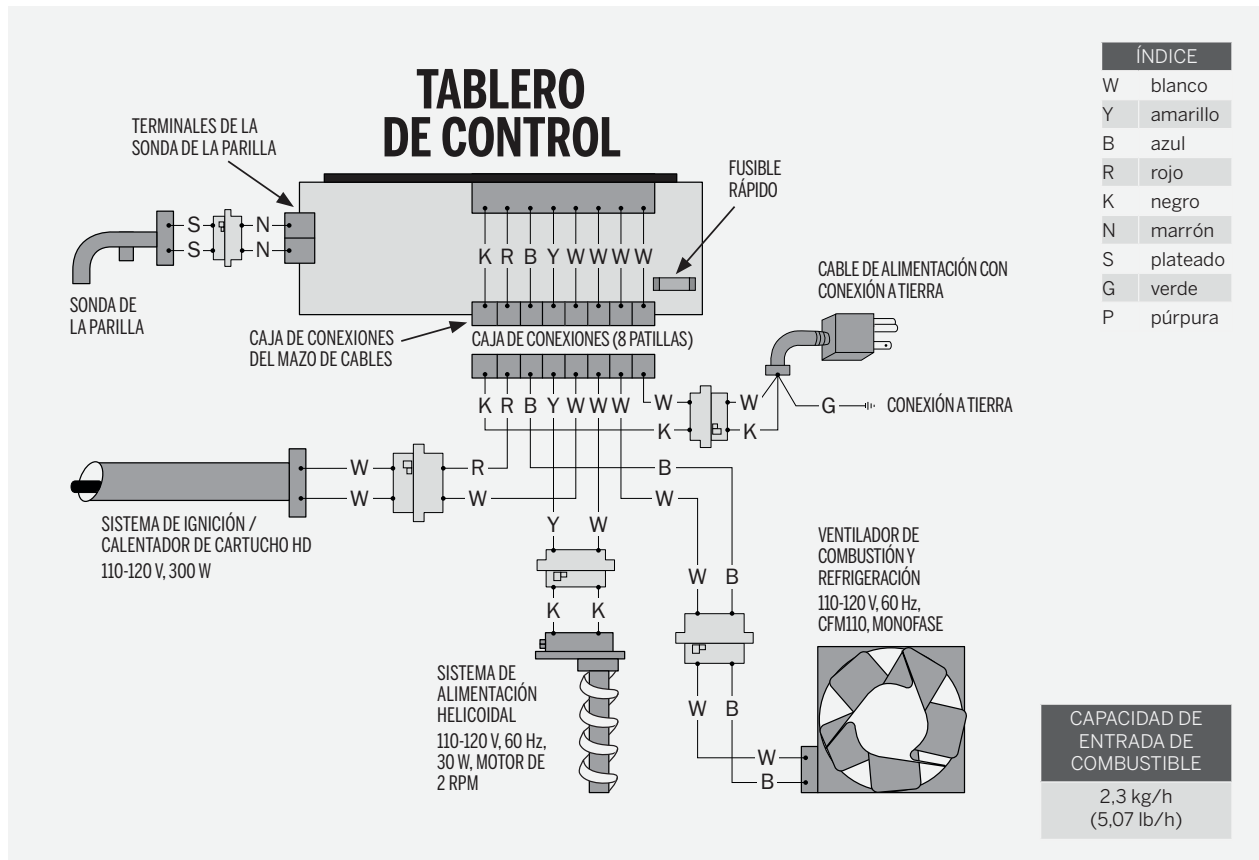 TABLERO
DE CONTROL
TERMINALES DE LA
SONDA DE LA PARILLA
FUSIBLE
RÁPIDO
S N
S N
K R B Y W W W W
SONDA DE
LA PARILLA
CAJA DE CONEXIONES
DEL MAZO DE CABLES
CAJA DE CONEXIONES (8 PATILLAS)
CABLE DE ALIMENTACIÓN CON
CONEXIÓN A TIERRA
K R B Y W W W W W
K K
G CONEXIÓN A TIERRA
W R B
W W W
SISTEMA DE IGNICIÓN /
CALENTADOR DE CARTUCHO HD
110-120 V, 300 W
Y W
K K
SISTEMA DE
ALIMENTACIÓN
HELICOIDAL
110-120 V, 60 Hz,
30 W, MOTOR DE
2 RPM
W B
W B
W
B
VENTILADOR DE
COMBUSTIÓN Y
REFRIGERACIÓN
110-120 V, 60 Hz,
CFM110, MONOFASE
ÍNDICE
W blanco
Y amarillo
B azul
R rojo
K negro
N marrón
S plateado
G verde
P púrpura
CAPACIDAD DE
ENTRADA DE
COMBUSTIBLE
2,3 kg/h
(5,07 lb/h)